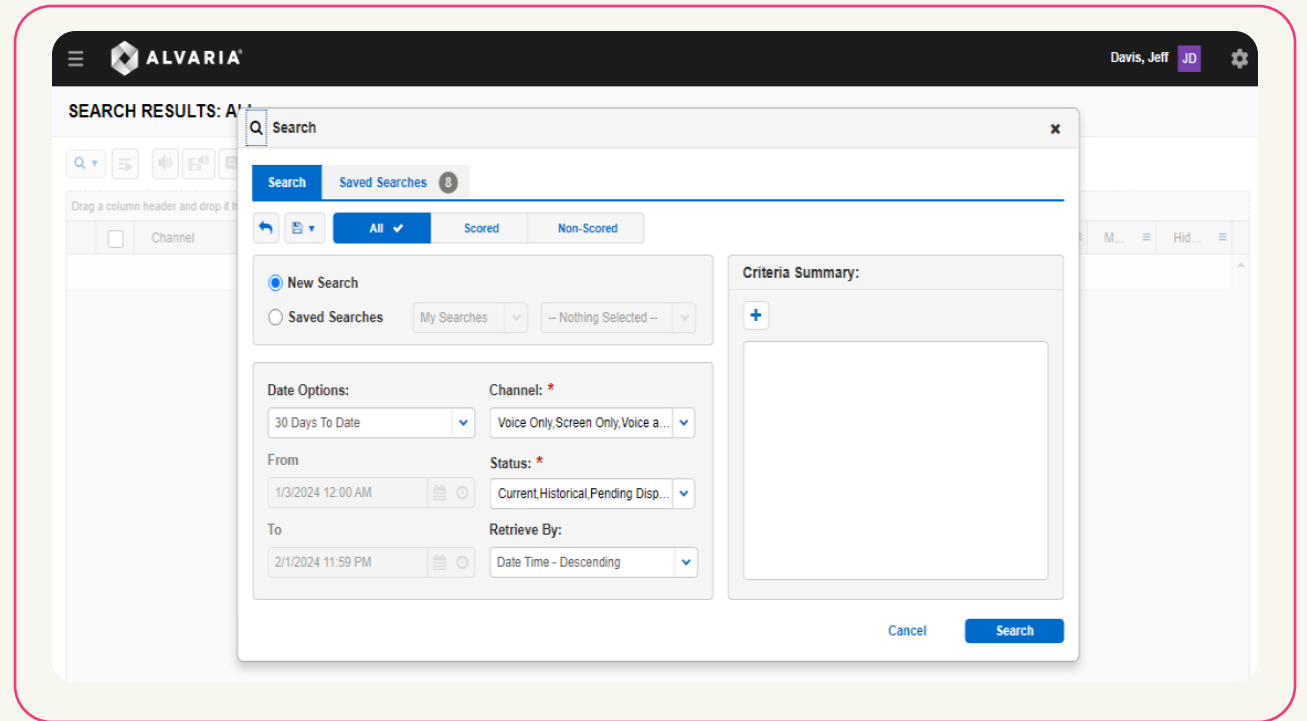 ALVARIA®
Davis, Jeff JD
SEARCH RESULTS:
Search
Search Saved Searches 8
All Scored Non-Scored
Drag a column header and drop it
Channel
M... Hid...
New Search
Saved Searches My Searches -- Nothing Selected --
Criteria Summary:
Date Options: Channel: *
30 Days To Date Voice Only,Screen Only,Voice a...
From Status: *
1/3/2024 12:00 AM Current,Historical,Pending Disp...
To Retrieve By:
2/1/2024 11:59 PM Date Time - Descending
Cancel Search